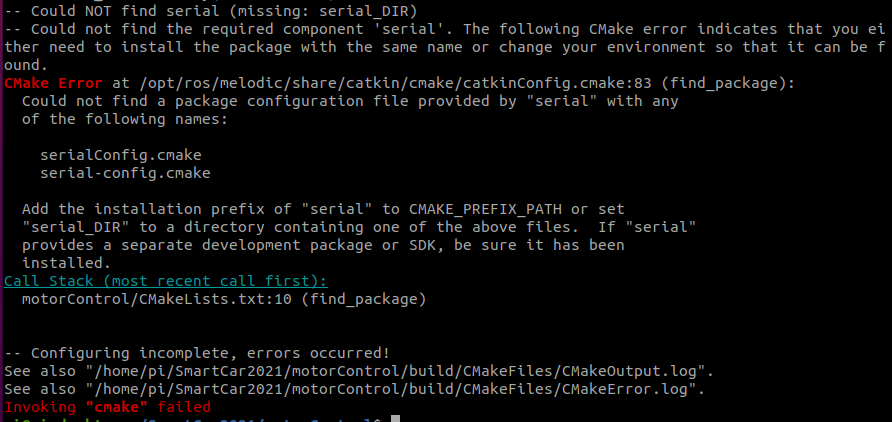 -- Could NOT find serial (missing: serial_DIR)
-- Could not find the required component 'serial'. The following CMake error indicates that you ei
ther need to install the package with the same name or change your environment so that it can be f
ound.
CMake Error at /opt/ros/melodic/share/catkin/cmake/catkinConfig.cmake:83 (find_package):
  Could not find a package configuration file provided by "serial" with any
  of the following names:

    serialConfig.cmake
    serial-config.cmake

  Add the installation prefix of "serial" to CMAKE_PREFIX_PATH or set
  "serial_DIR" to a directory containing one of the above files.  If "serial"
  provides a separate development package or SDK, be sure it has been
  installed.
Call Stack (most recent call first):
  motorControl/CMakeLists.txt:10 (find_package)


-- Configuring incomplete, errors occurred!
See also "/home/pi/SmartCar2021/motorControl/build/CMakeFiles/CMakeOutput.log".
See also "/home/pi/SmartCar2021/motorControl/build/CMakeFiles/CMakeError.log".
Invoking "cmake" failed